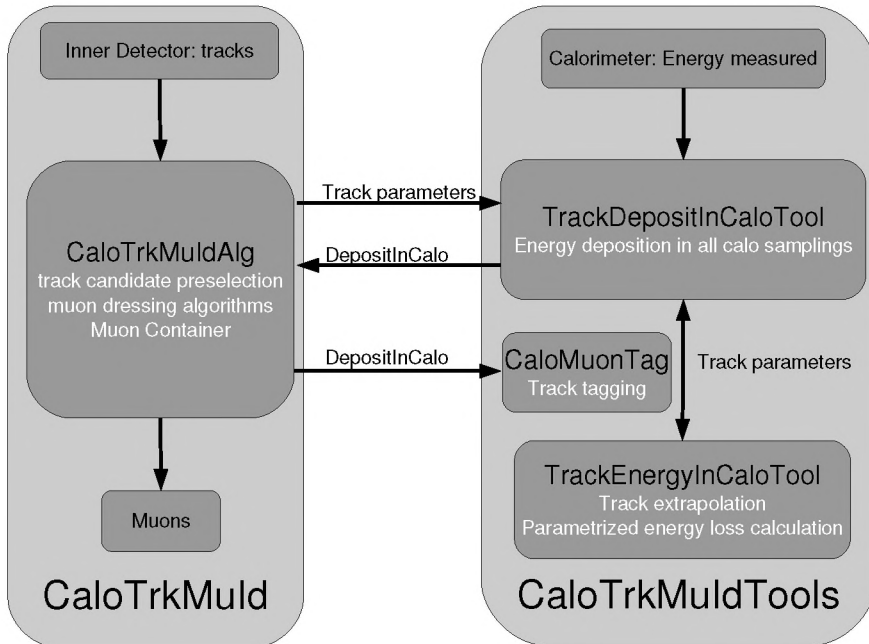 Inner Detector: tracks
CaloTrkMuIdAlg
track candidate preselection
muon dressing algorithms
Muon Container
Muons
CaloTrkMuId
Track parameters
DepositInCalo
DepositInCalo
Calorimeter: Energy measured
TrackDepositInCaloTool
Energy deposition in all calo samplings
CaloMuonTag
Track tagging
Track parameters
TrackEnergyInCaloTool
Track extrapolation
Parametrized energy loss calculation
CaloTrkMuIdTools